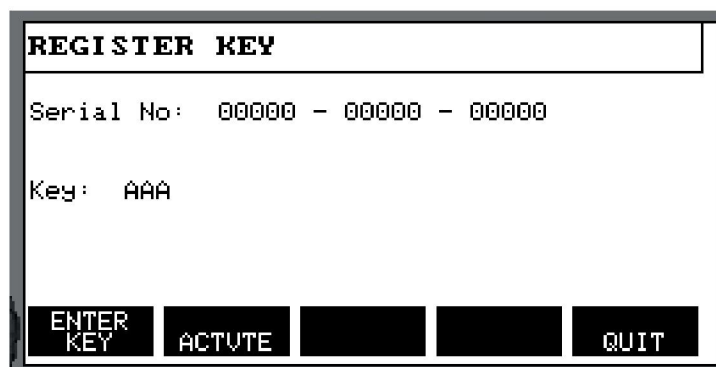 REGISTER KEY
Serial No: 00000 - 00000 - 00000
Key: AAA
ENTER KEY
ACTVTE
QUIT